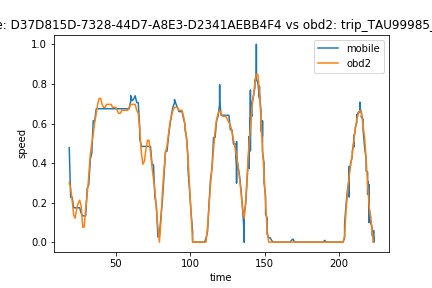 e: D37D815D-7328-44D7-A8E3-D2341AEBB4F4 vs obd2: trip_TAU99985_
mobile
obd2
1.0
0.8
0.6
0.4
0.2
0.0
speed
50 100 150 200
time